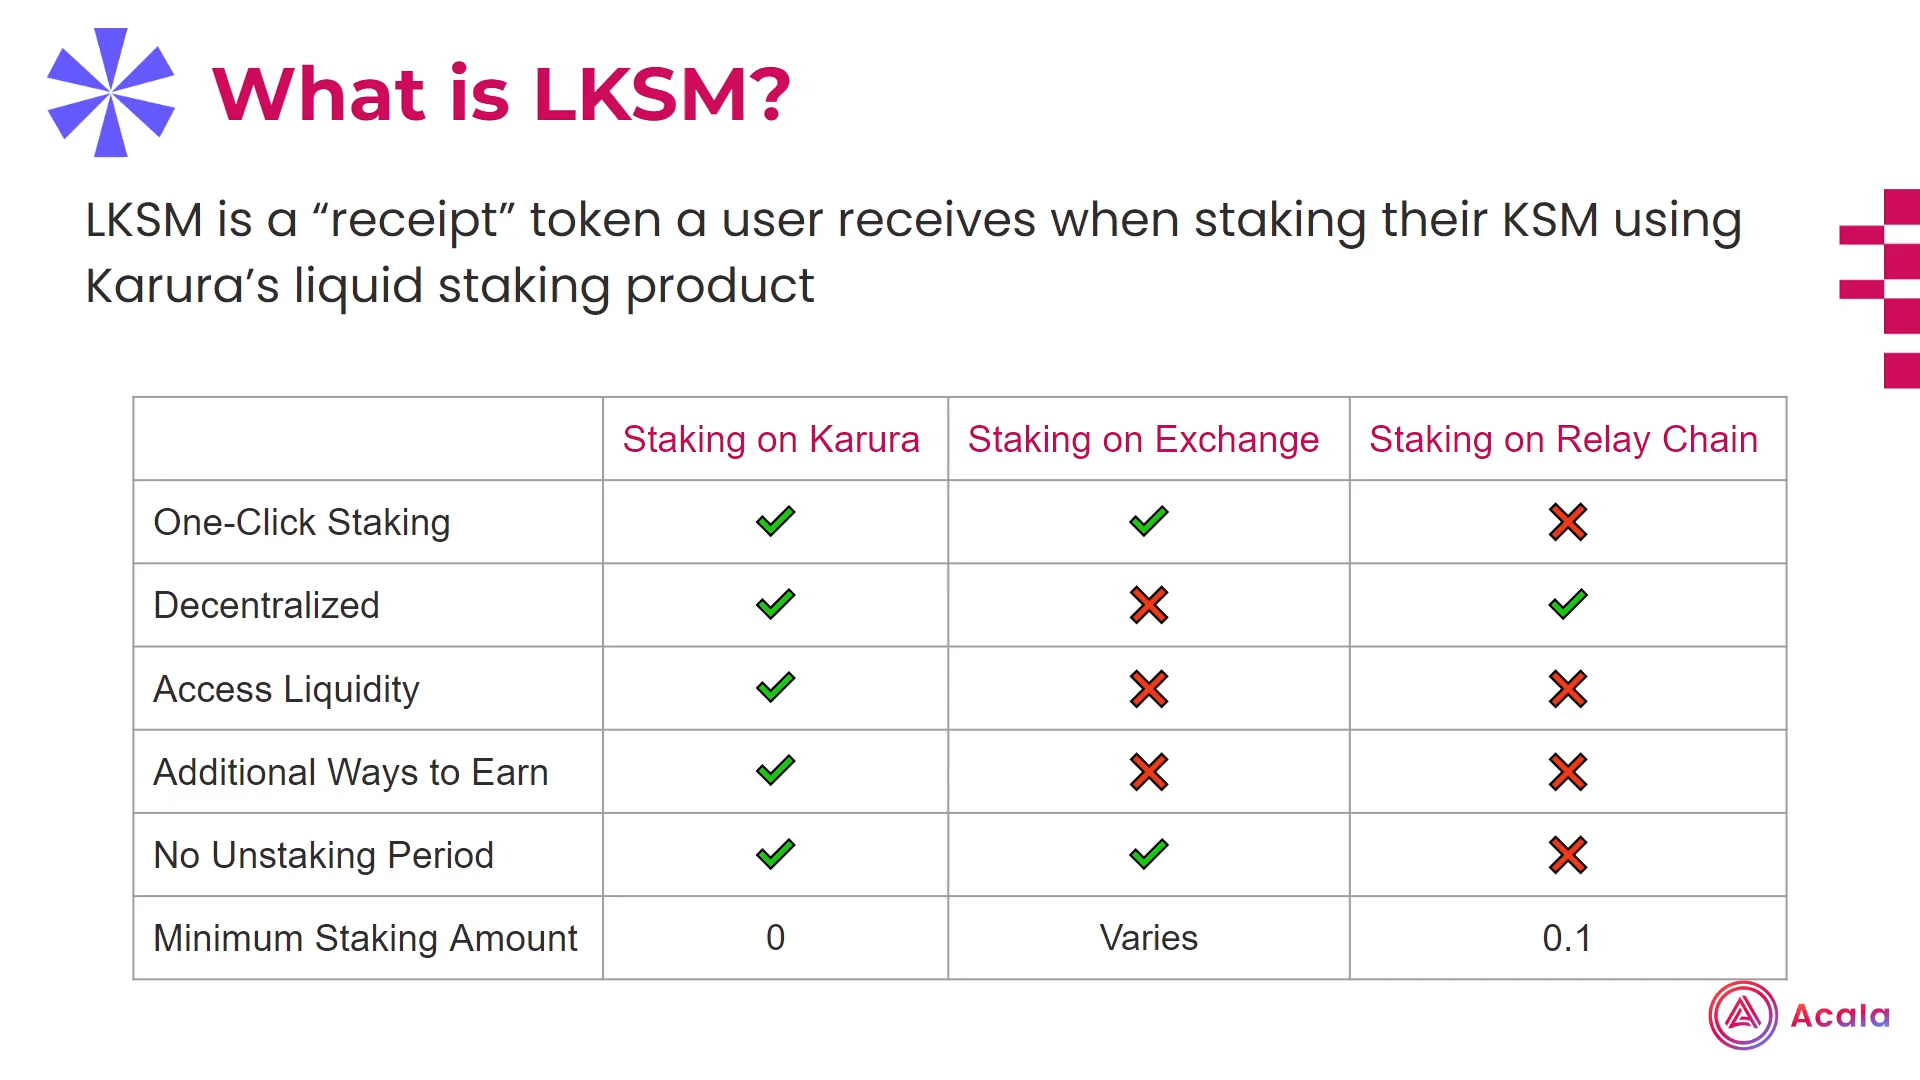 What is LKSM?
LKSM is a “receipt” token a user receives when staking their KSM using
Karura’s liquid staking product
Staking on Karura Staking on Exchange Staking on Relay Chain
One-Click Staking ✔ ✔ ❌
Decentralized ✔ ❌ ✔
Access Liquidity ✔ ❌ ❌
Additional Ways to Earn ✔ ❌ ❌
No Unstaking Period ✔ ✔ ❌
Minimum Staking Amount 0 Varies 0.1
Acala